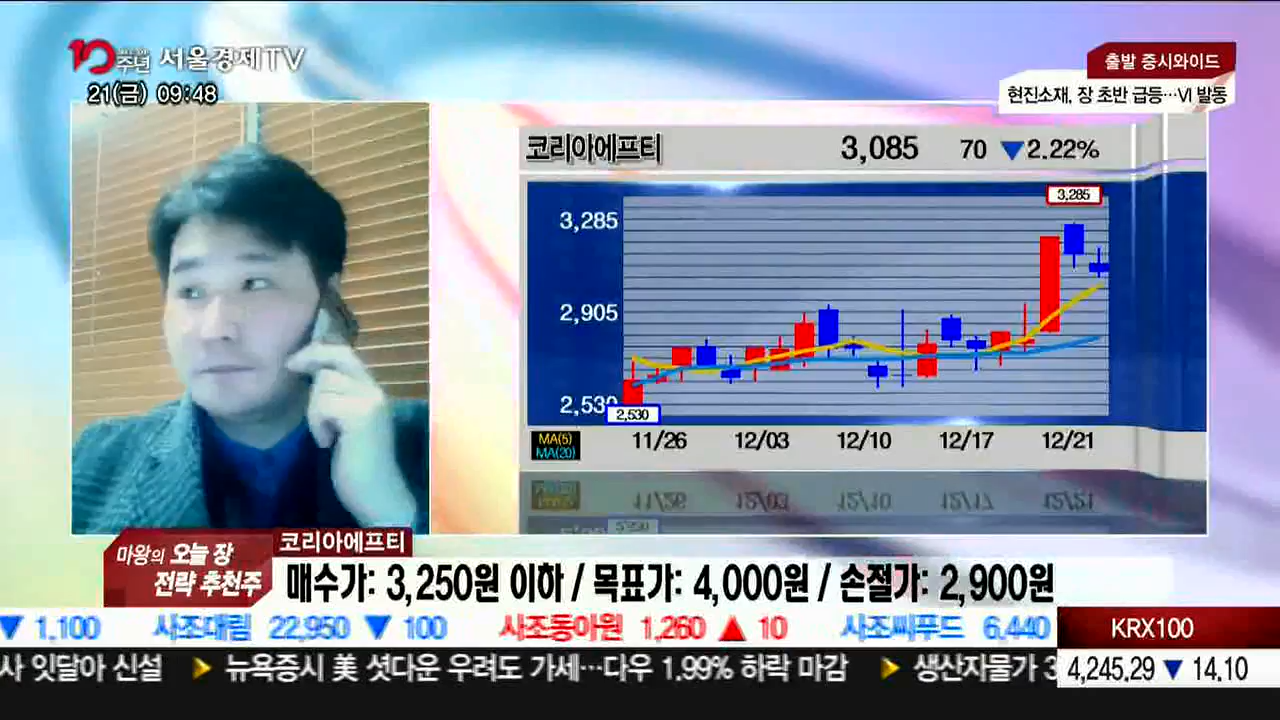 10주년 서울경제TV
21(금) 09:48
출발 증시와이드
현진소재, 장 초반 급등…VI 발동
코리아에프티 3,085 70 ▼2.22%
3,285
3,285
2,905
2,530
2,530
MA(5)
MA(20)
11/26 12/03 12/10 12/17 12/21
마왕의 오늘 장
전략 추천주
코리아에프티
매수가: 3,250원 이하 / 목표가: 4,000원 / 손절가: 2,900원
▼ 1,100 사조대림 22,950 ▼ 100 사조동아원 1,260 ▲ 10 사조씨푸드 6,440
KRX100
사 잇달아 신설 뉴욕증시 美 셧다운 우려도 가세…다우 1.99% 하락 마감 생산자물가 3
4,245.29 ▼ 14.10